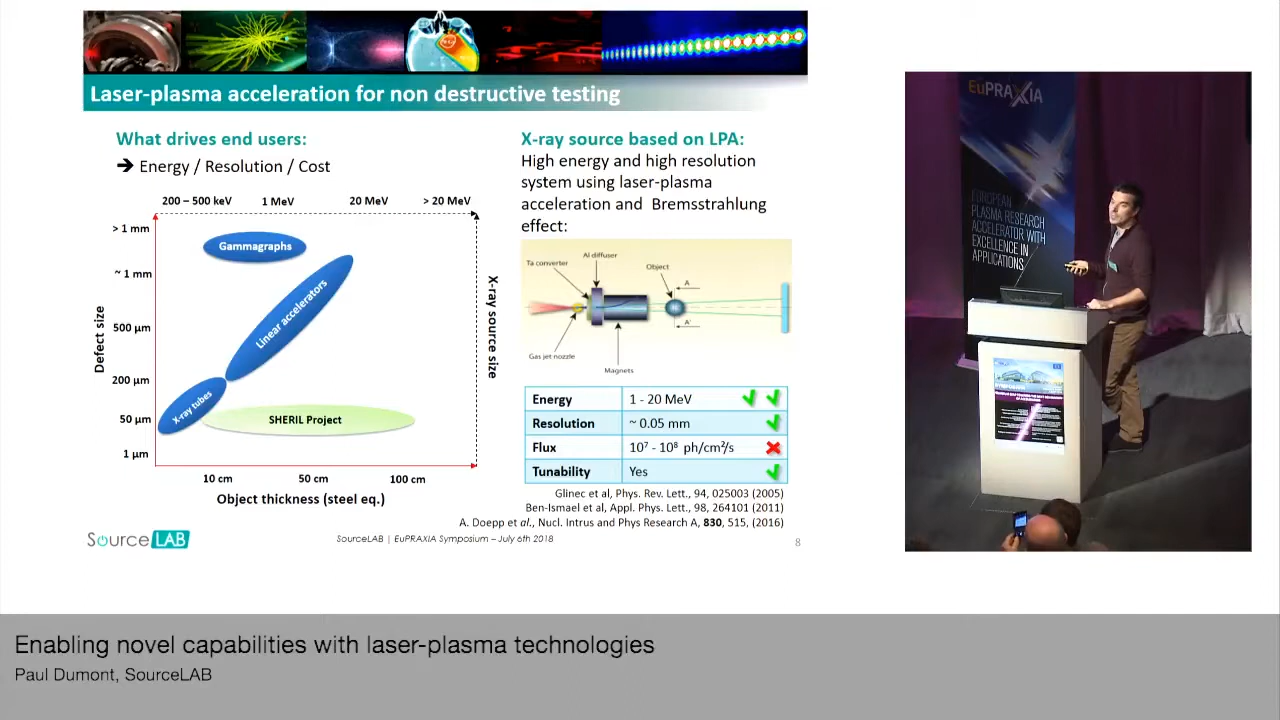 Laser-plasma acceleration for non destructive testing
What drives end users:
➔ Energy / Resolution / Cost
200 – 500 keV 1 MeV 20 MeV > 20 MeV
> 1 mm
~ 1 mm
500 µm
200 µm
50 µm
1 µm
Defect size
Gammagraphs
Linear accelerators
X-ray tubes
SHERIL Project
X-ray source size
10 cm 50 cm 100 cm
Object thickness (steel eq.)
X-ray source based on LPA:
High energy and high resolution
system using laser-plasma
acceleration and Bremsstrahlung
effect:
Al diffuser
Ta converter
Object
A
A'
Gas jet nozzle
Magnets
Energy 1 - 20 MeV
Resolution ~ 0.05 mm
Flux 10⁷ - 10⁸ ph/cm²/s
Tunability Yes
Glinec et al, Phys. Rev. Lett., 94, 025003 (2005)
Ben-Ismael et al, Appl. Phys. Lett., 98, 264101 (2011)
A. Doepp et al., Nucl. Intrus and Phys Research A, 830, 515, (2016)
SourceLAB
SourceLAB | EuPRAXIA Symposium – July 6th 2018
8
EuPRAXIA
EUROPEAN
PLASMA RESEARCH
ACCELERATOR WITH
EXCELLENCE IN
APPLICATIONS
SYMPOSIUM
Enabling novel capabilities with laser-plasma technologies
Paul Dumont, SourceLAB